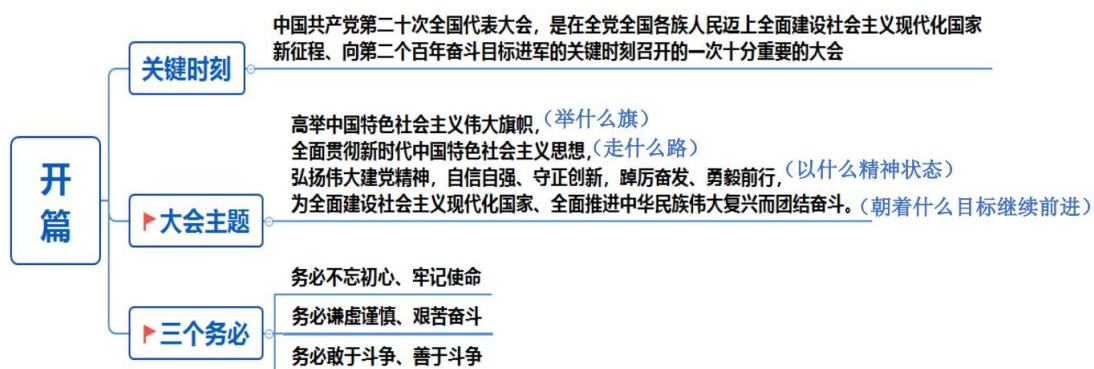 开篇
关键时刻
中国共产党第二十次全国代表大会，是在全党全国各族人民迈上全面建设社会主义现代化国家
新征程、向第二个百年奋斗目标进军的关键时刻召开的一次十分重要的大会
大会主题
高举中国特色社会主义伟大旗帜，（举什么旗）
全面贯彻新时代中国特色社会主义思想，（走什么路）
弘扬伟大建党精神，自信自强、守正创新，踔厉奋发、勇毅前行，（以什么精神状态）
为全面建设社会主义现代化国家、全面推进中华民族伟大复兴而团结奋斗。（朝着什么目标继续前进）
三个务必
务必不忘初心、牢记使命
务必谦虚谨慎、艰苦奋斗
务必敢于斗争、善于斗争